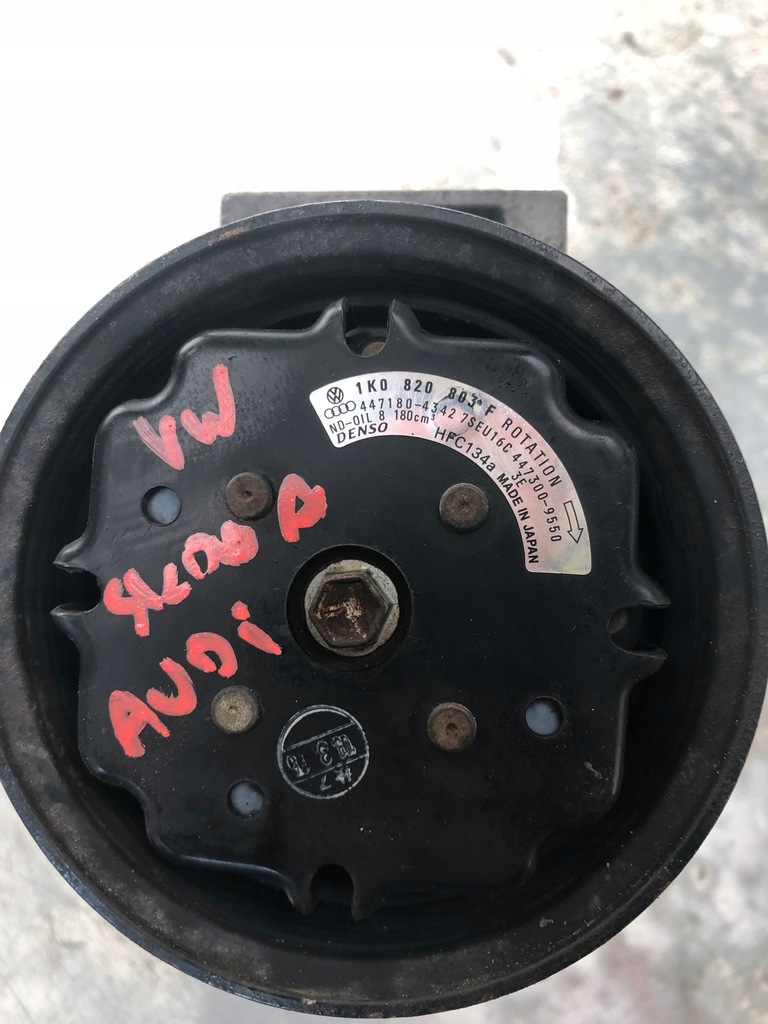 1K0 820 803 F ROTATION
447180-4342 7SEU16C 447300-9550
ND-OIL 8 180cm³ 3E
DENSO HFC134a MADE IN JAPAN
VW
SKODA
AUDi